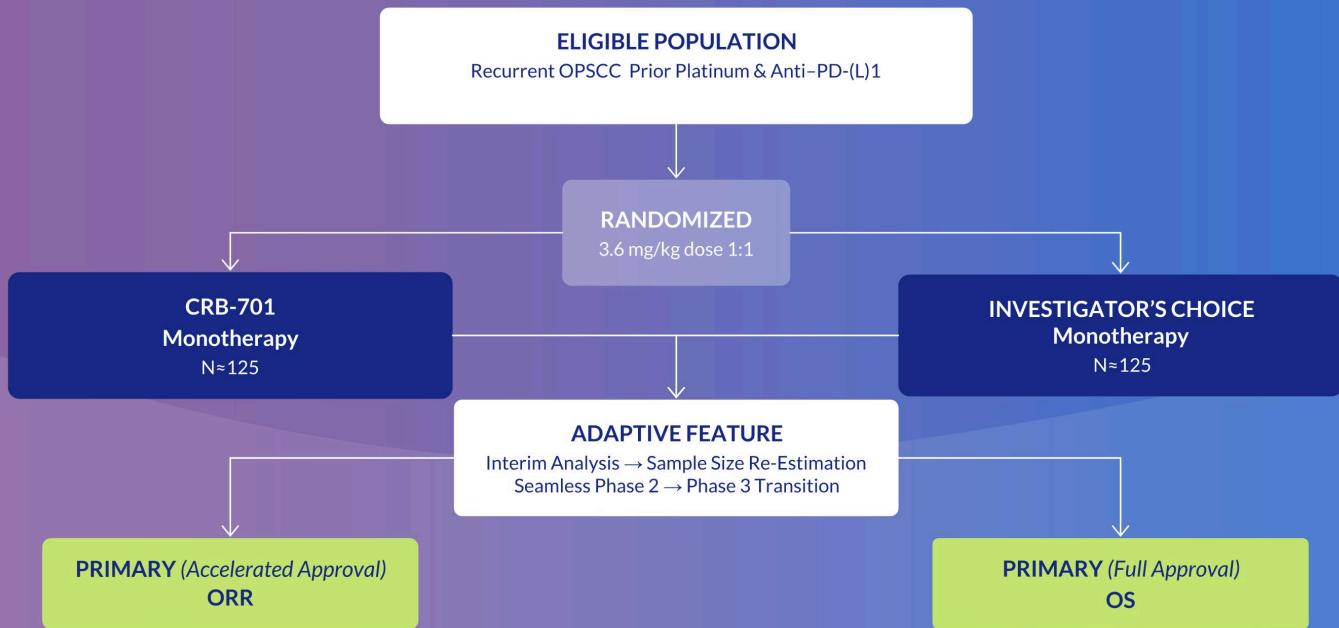 ELIGIBLE POPULATION
Recurrent OPSCC Prior Platinum & Anti–PD-(L)1
RANDOMIZED
3.6 mg/kg dose 1:1
CRB-701
Monotherapy
N≈125
INVESTIGATOR’S CHOICE
Monotherapy
N≈125
ADAPTIVE FEATURE
Interim Analysis → Sample Size Re-Estimation
Seamless Phase 2 → Phase 3 Transition
PRIMARY (Accelerated Approval)
ORR
PRIMARY (Full Approval)
OS